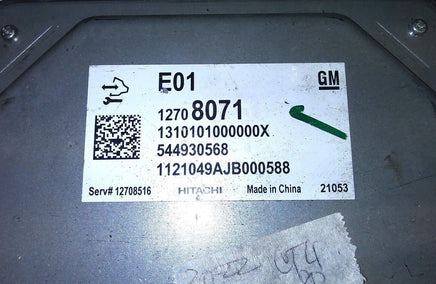 E01
GM
1270 8071
1310101000000X
544930568
1121049AJB000588
Serv# 12708516 HITACHI Made in China 21053